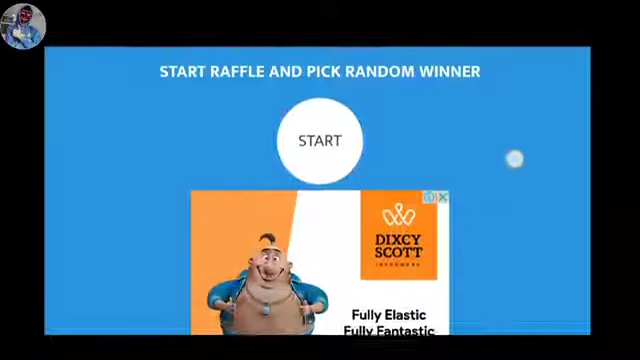 START RAFFLE AND PICK RANDOM WINNER
START
DIXCY
SCOTT
Fully Elastic
Fully Fantastic